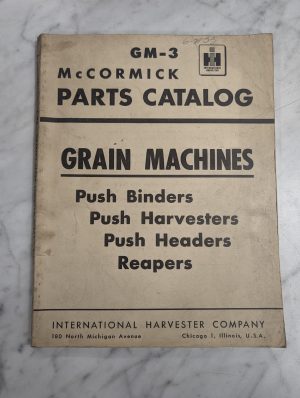 GM-3
McCORMICK
PARTS CATALOG
GRAIN MACHINES
Push Binders
Push Harvesters
Push Headers
Reapers
INTERNATIONAL HARVESTER COMPANY
180 North Michigan Avenue Chicago 1, Illinois, U.S.A.